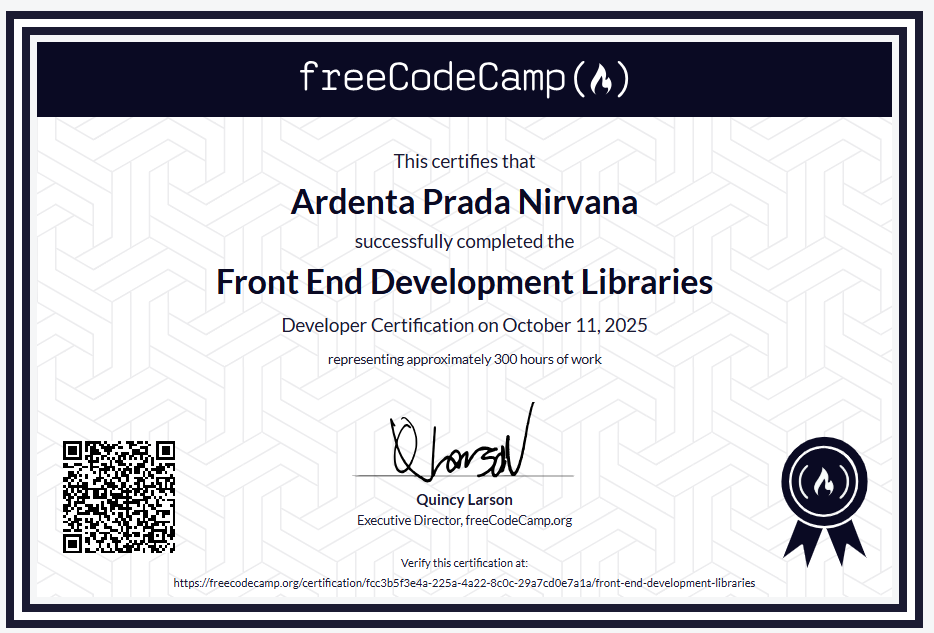 freeCodeCamp
This certifies that
Ardenta Prada Nirvana
successfully completed the
Front End Development Libraries
Developer Certification on October 11, 2025
representing approximately 300 hours of work
Q Larson
Quincy Larson
Executive Director, freeCodeCamp.org
Verify this certification at:
https://freecodecamp.org/certification/fcc3b5f3e4a-225a-4a22-8c0c-29a7cd0e7a1a/front-end-development-libraries